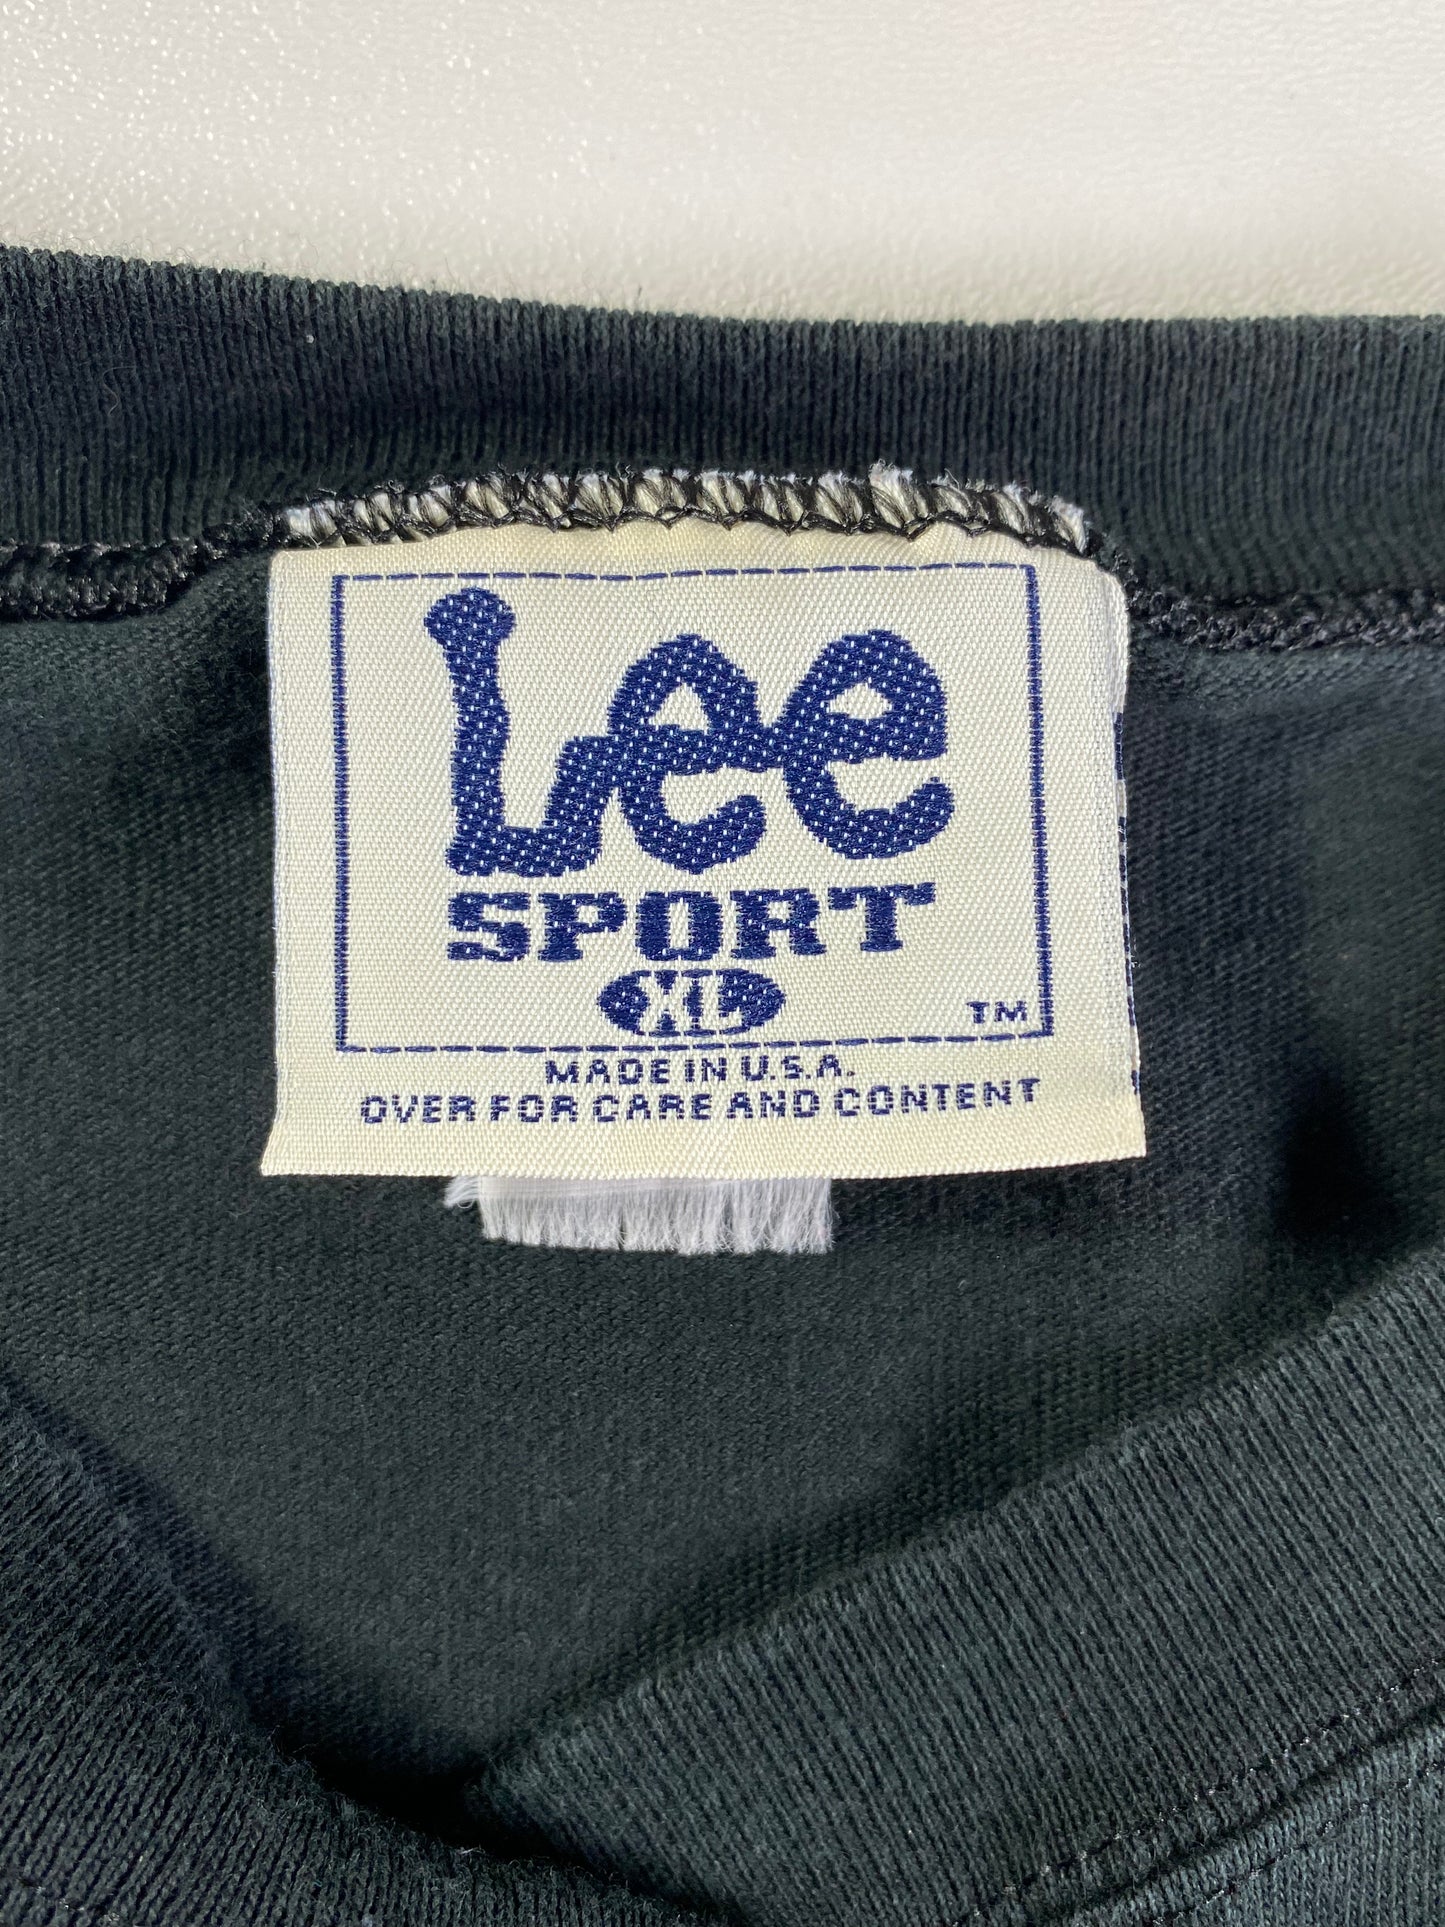 Lee
SPORT
XL
TM
MADE IN U.S.A.
OVER FOR CARE AND CONTENT